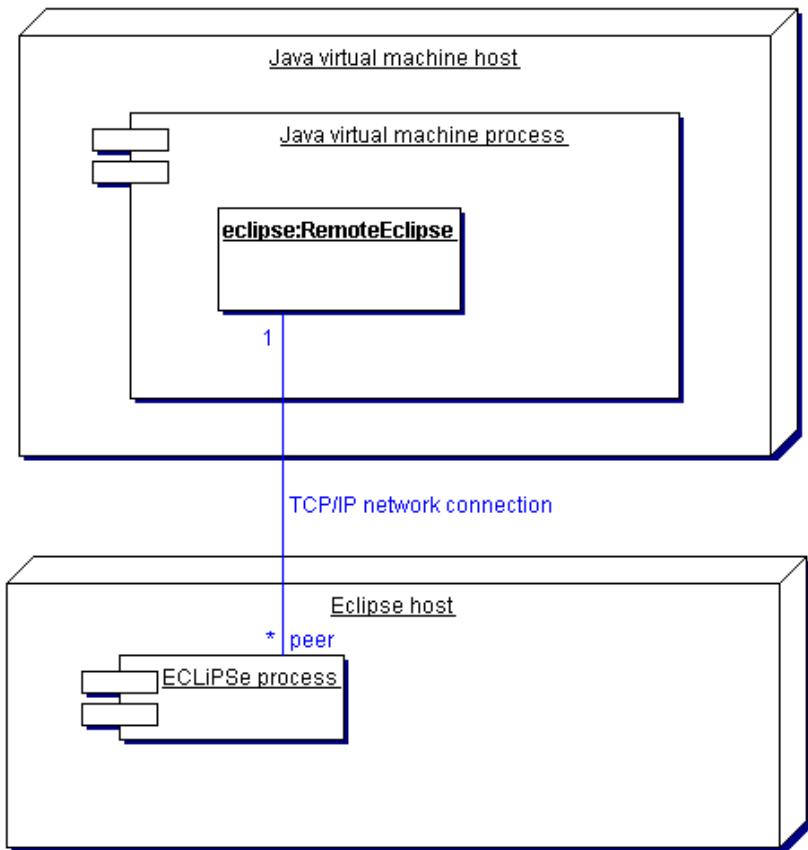 Java virtual machine host
Java virtual machine process
eclipse:RemoteEclipse
1
TCP/IP network connection
Eclipse host
* peer
ECLiPSe process